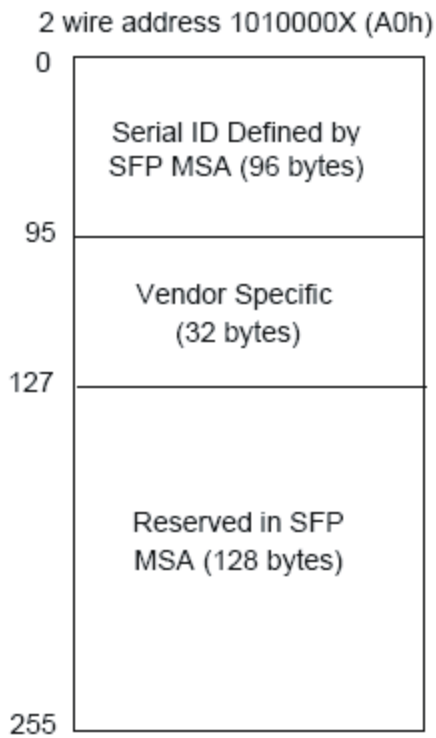 2 wire address 1010000X (A0h)
0
Serial ID Defined by
SFP MSA (96 bytes)
95
Vendor Specific
(32 bytes)
127
Reserved in SFP
MSA (128 bytes)
255